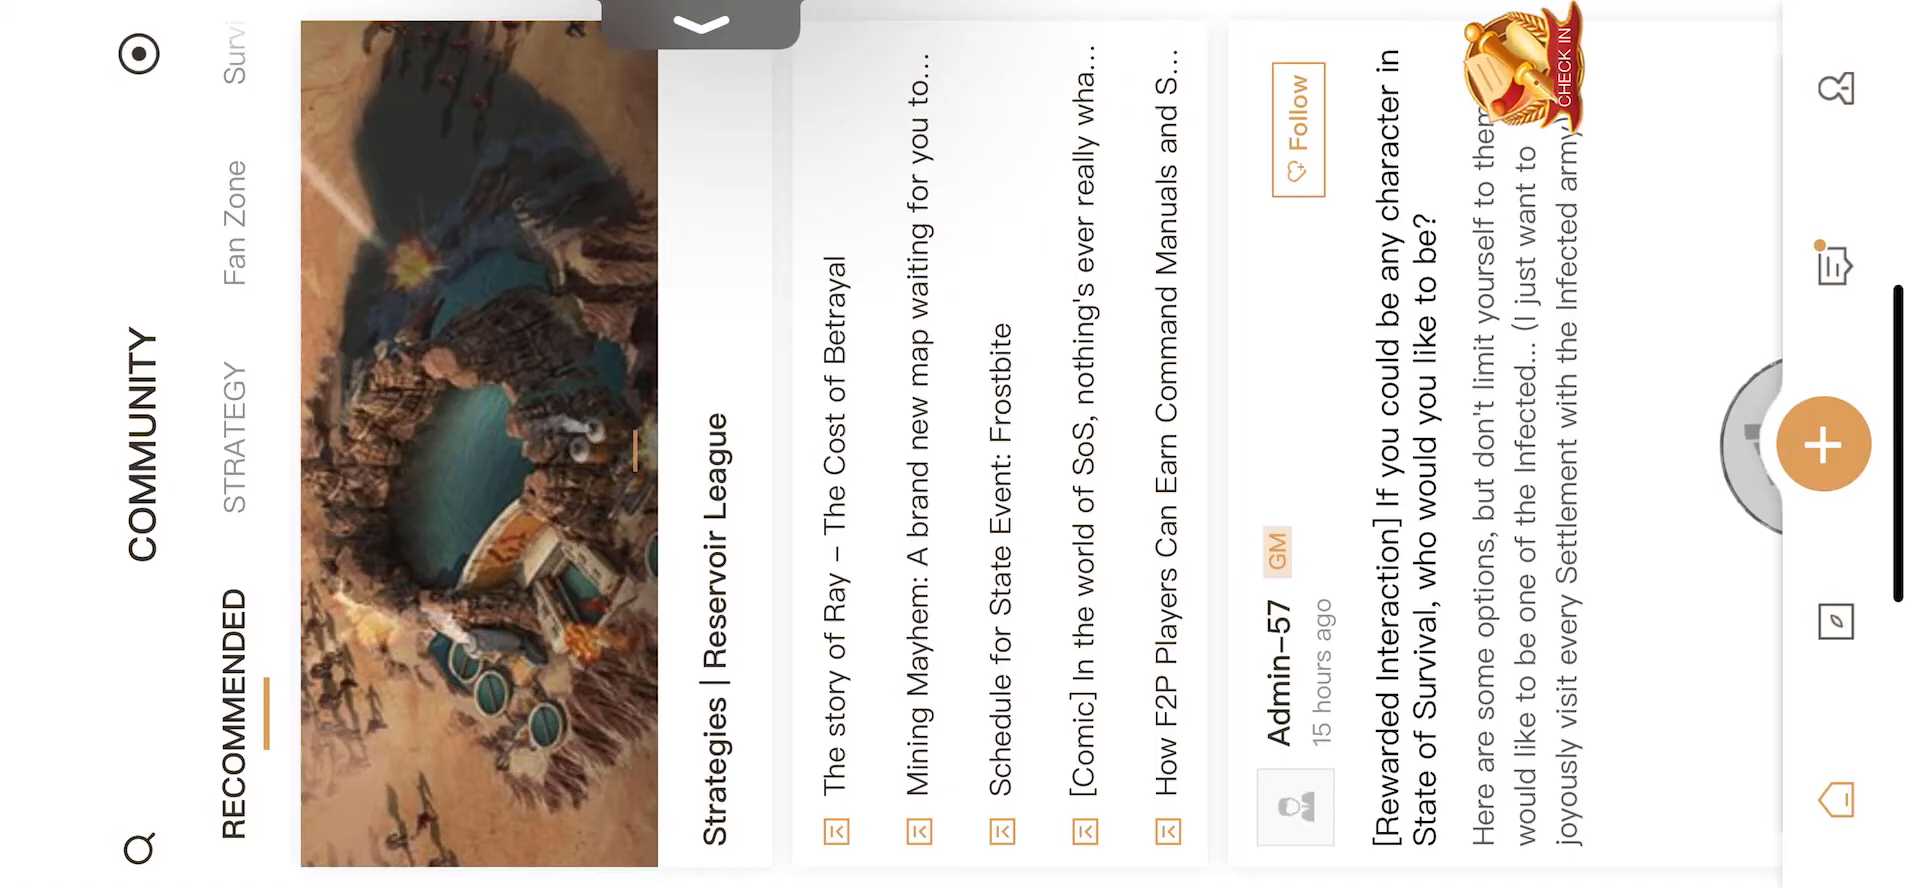 COMMUNITY
RECOMMENDED
STRATEGY
Fan Zone
Survi
Strategies | Reservoir League
The story of Ray – The Cost of Betrayal
Mining Mayhem: A brand new map waiting for you to...
Schedule for State Event: Frostbite
[Comic] In the world of SoS, nothing's ever really wha...
How F2P Players Can Earn Command Manuals and S...
Admin–57 GM
15 hours ago
Follow
[Rewarded Interaction] If you could be any character in
State of Survival, who would you like to be?
Here are some options, but don't limit yourself to them
would like to be one of the Infected... (I just want to
joyously visit every Settlement with the Infected army)
CHECK IN